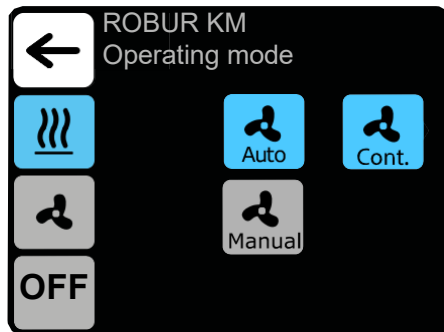 ROBUR KM
Operating mode
Auto
Cont.
Manual
OFF